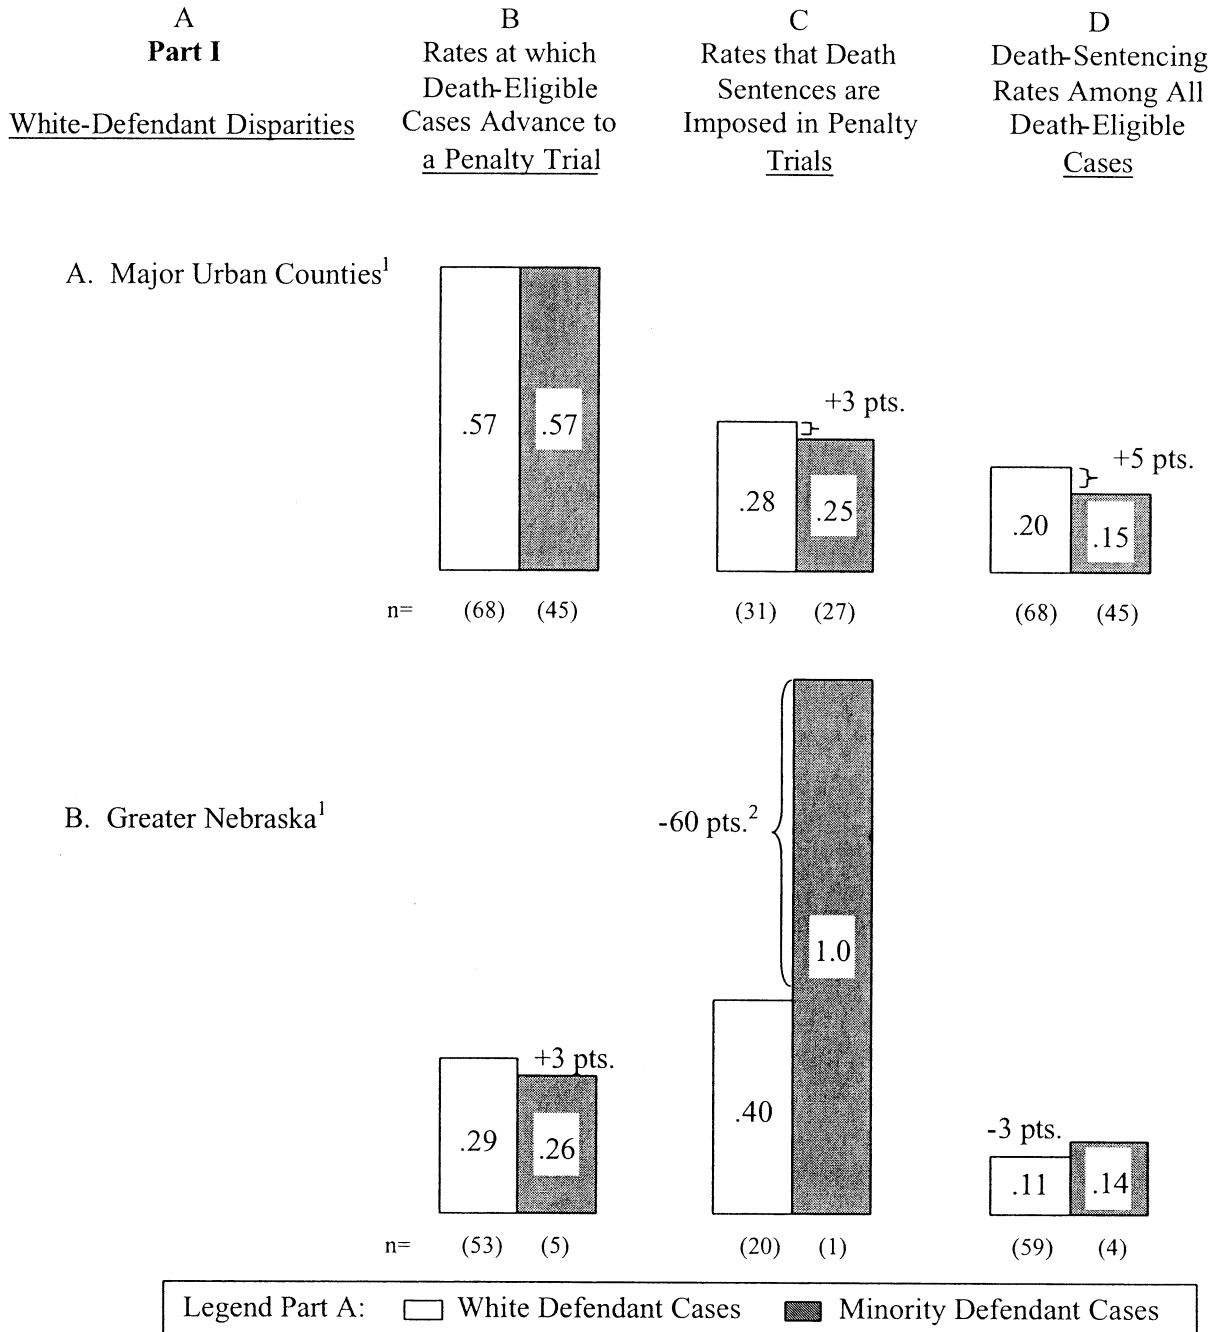 A
Part I
White-Defendant Disparities
B
Rates at which
Death-Eligible
Cases Advance to
a Penalty Trial
C
Rates that Death
Sentences are
Imposed in Penalty
Trials
D
Death-Sentencing
Rates Among All
Death-Eligible
Cases
A. Major Urban Counties¹
.57 .57
n= (68) (45)
+3 pts.
.28 .25
(31) (27)
+5 pts.
.20 .15
(68) (45)
B. Greater Nebraska¹
+3 pts.
.29 .26
n= (53) (5)
-60 pts.²
.40 1.0
(20) (1)
-3 pts.
.11 .14
(59) (4)
Legend Part A: White Defendant Cases Minority Defendant Cases